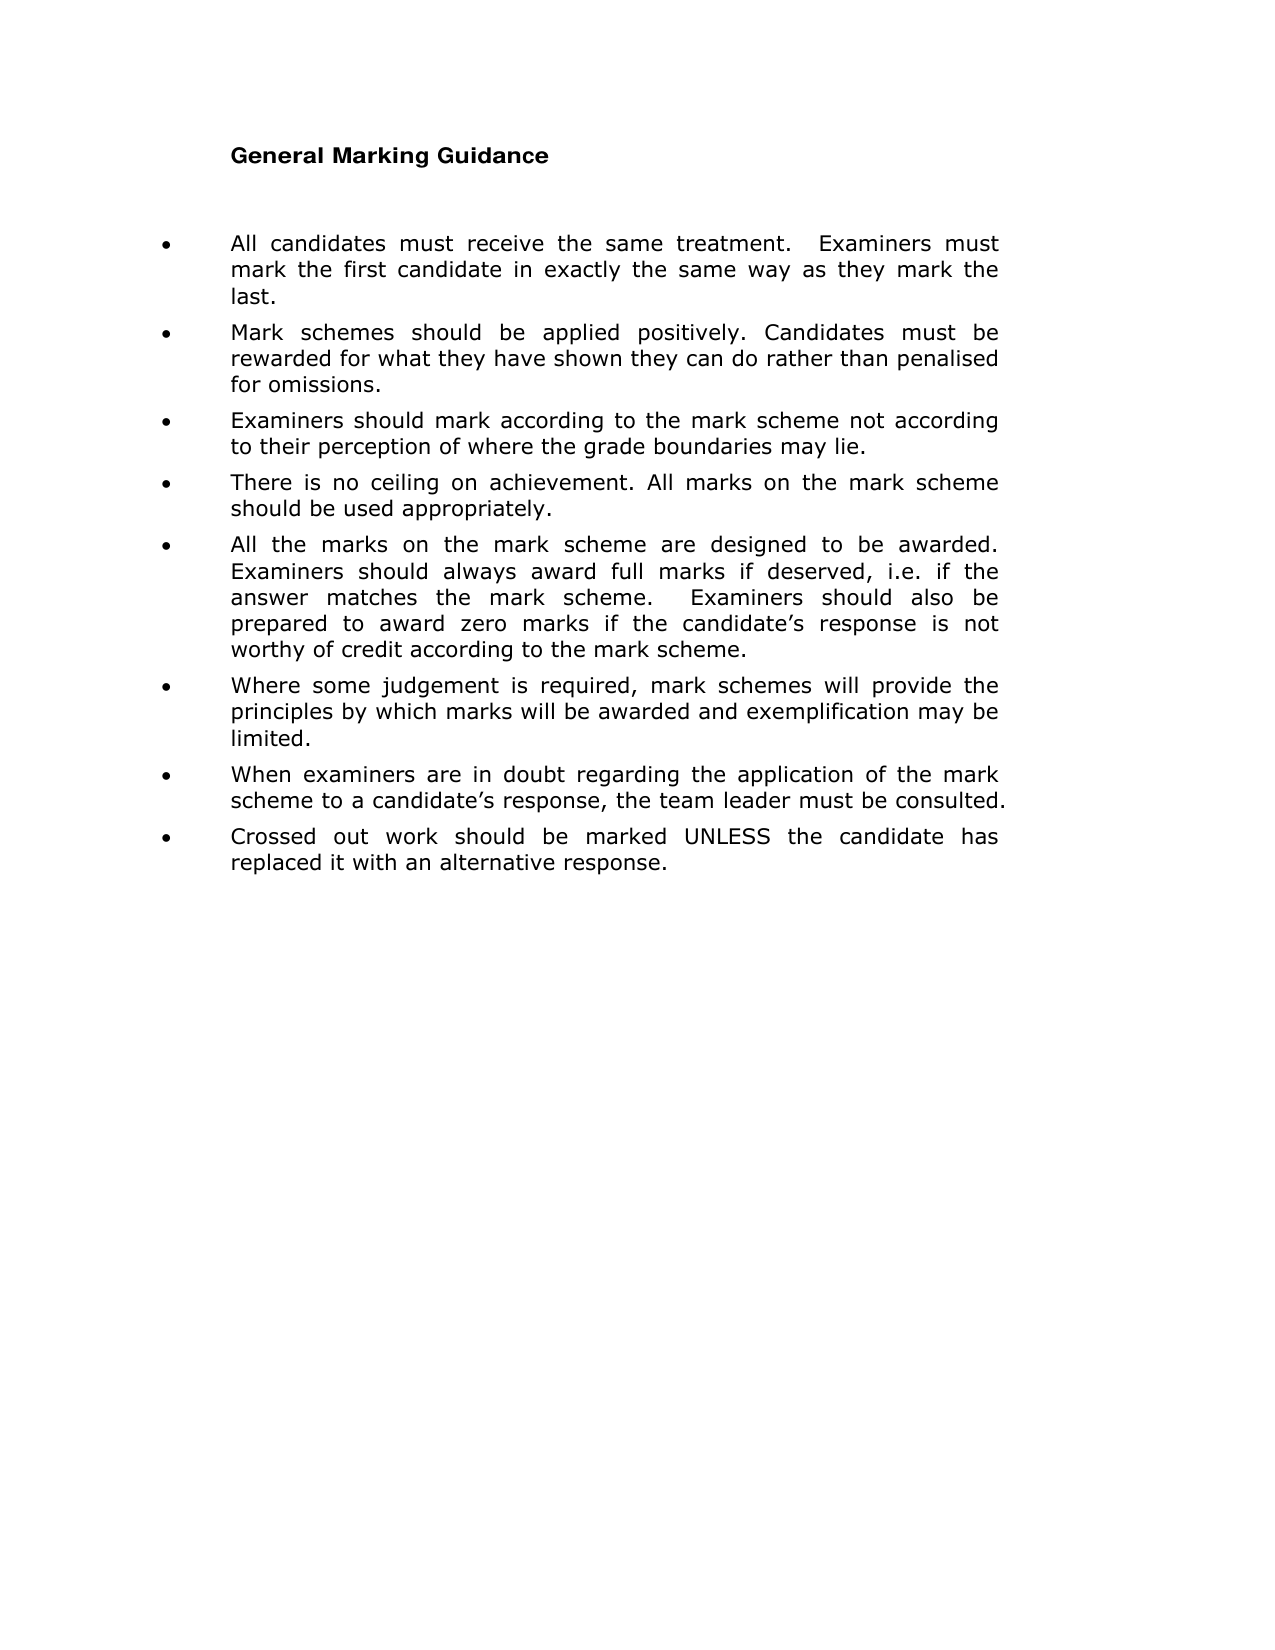 General Marking Guidance
• All candidates must receive the same treatment.  Examiners must
mark the first candidate in exactly the same way as they mark the
last.
• Mark schemes should be applied positively. Candidates must be
rewarded for what they have shown they can do rather than penalised
for omissions.
• Examiners should mark according to the mark scheme not according
to their perception of where the grade boundaries may lie.
• There is no ceiling on achievement. All marks on the mark scheme
should be used appropriately.
• All the marks on the mark scheme are designed to be awarded.
Examiners should always award full marks if deserved, i.e. if the
answer matches the mark scheme.  Examiners should also be
prepared to award zero marks if the candidate’s response is not
worthy of credit according to the mark scheme.
• Where some judgement is required, mark schemes will provide the
principles by which marks will be awarded and exemplification may be
limited.
• When examiners are in doubt regarding the application of the mark
scheme to a candidate’s response, the team leader must be consulted.
• Crossed out work should be marked UNLESS the candidate has
replaced it with an alternative response.